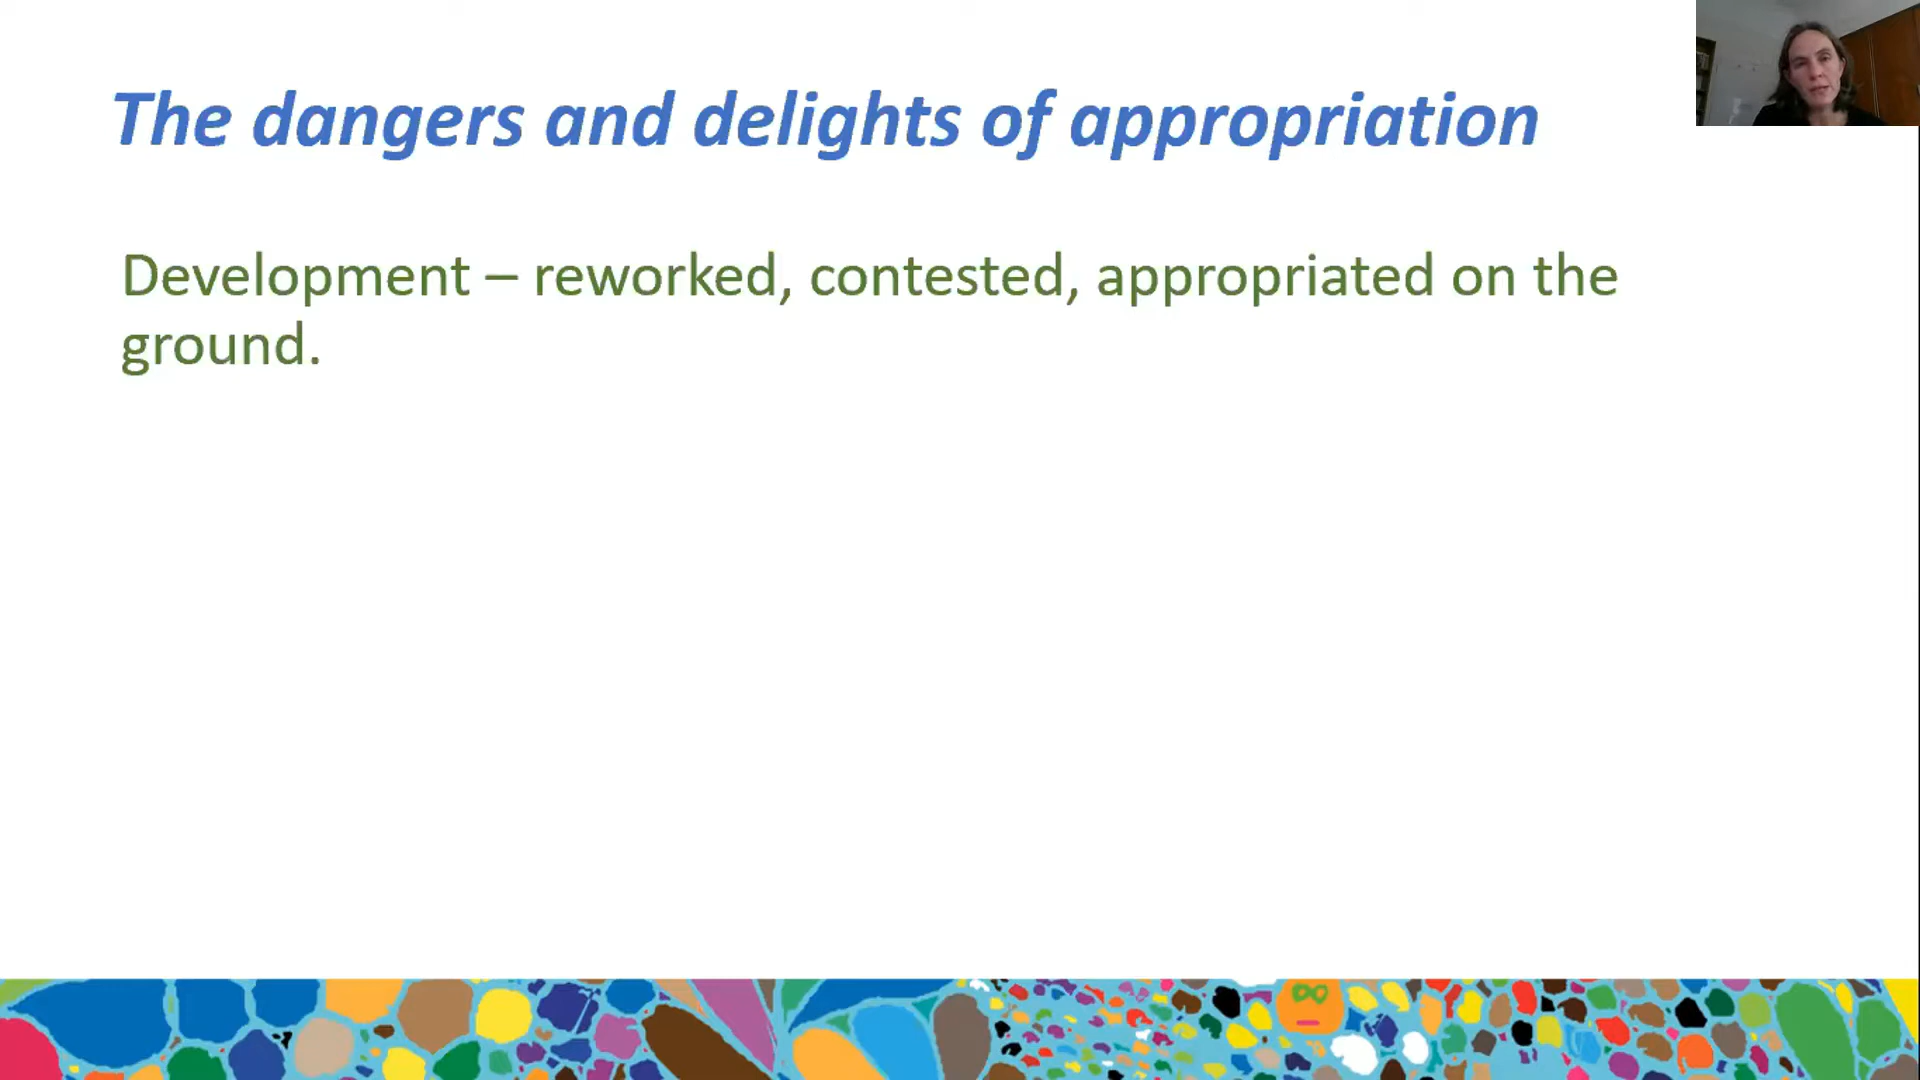 The dangers and delights of appropriation
Development – reworked, contested, appropriated on the
ground.